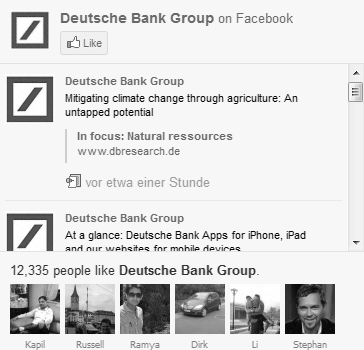 Deutsche Bank Group on Facebook
Like
Deutsche Bank Group
Mitigating climate change through agriculture: An
untapped potential
In focus: Natural ressources
www.dbresearch.de
vor etwa einer Stunde
Deutsche Bank Group
At a glance: Deutsche Bank Apps for iPhone, iPad
and our websites for mobile devices
12,335 people like Deutsche Bank Group.
Kapil Russell Ramya Dirk Li Stephan